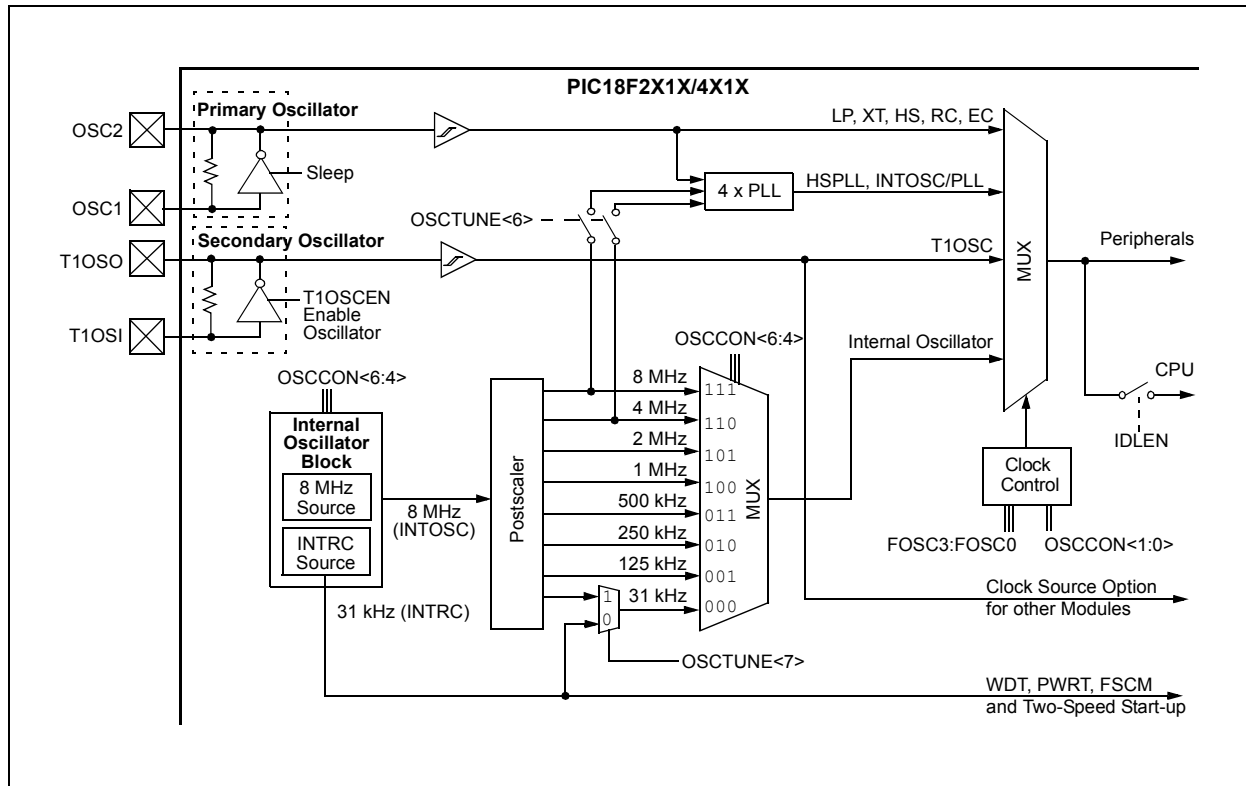 PIC18F2X1X/4X1X
Primary Oscillator
OSC2
Sleep
OSC1
LP, XT, HS, RC, EC
4 x PLL
HSPLL, INTOSC/PLL
OSCTUNE<6>
Secondary Oscillator
T1OSO
T1OSCEN
Enable
Oscillator
T1OSI
T1OSC
MUX
Peripherals
Internal Oscillator
CPU
IDLEN
Clock
Control
FOSC3:FOSC0
OSCCON<1:0>
OSCCON<6:4>
Internal
Oscillator
Block
8 MHz
Source
INTRC
Source
8 MHz
(INTOSC)
31 kHz (INTRC)
Postscaler
OSCCON<6:4>
8 MHz
111
4 MHz
110
2 MHz
101
1 MHz
100
500 kHz
011
250 kHz
010
125 kHz
001
1
0
31 kHz
000
MUX
OSCTUNE<7>
Clock Source Option
for other Modules
WDT, PWRT, FSCM
and Two-Speed Start-up